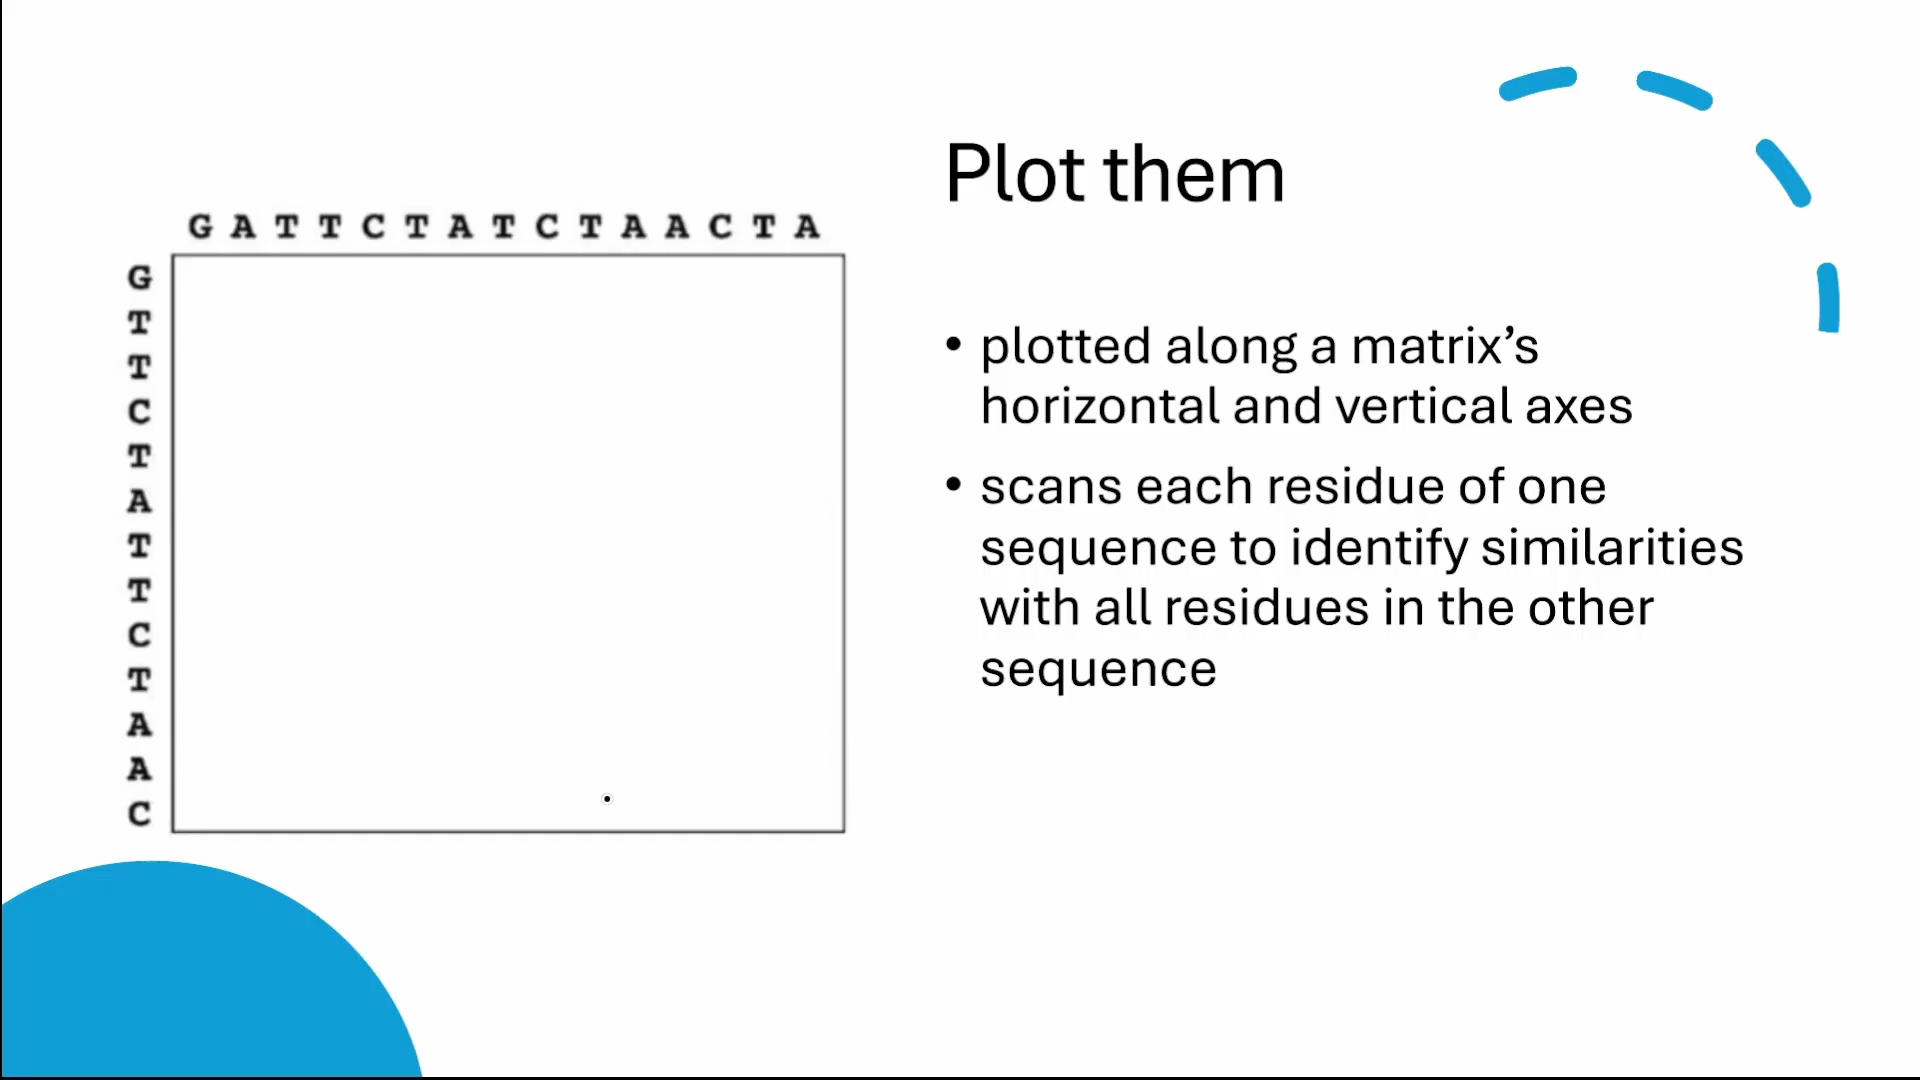 Plot them
G A T T C T A T C T A A C T A
G
T
T
C
T
A
T
T
C
T
A
A
C
• plotted along a matrix’s
horizontal and vertical axes
• scans each residue of one
sequence to identify similarities
with all residues in the other
sequence